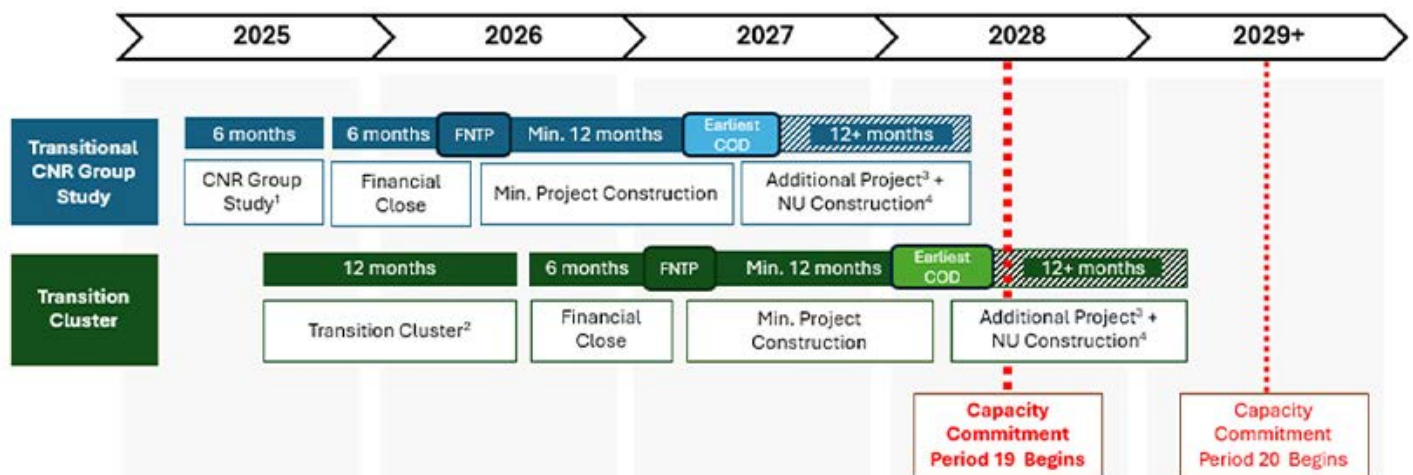 2025 2026 2027 2028 2029+
Transitional
CNR Group
Study
6 months 6 months FNTP Min. 12 months Earliest
COD 12+ months
CNR Group
Study¹
Financial
Close
Min. Project Construction
Additional Project³ +
NU Construction⁴
Transition
Cluster
12 months 6 months FNTP Min. 12 months Earliest
COD 12+ months
Transition Cluster²
Financial
Close
Min. Project
Construction
Additional Project³ +
NU Construction⁴
Capacity
Commitment
Period 19 Begins
Capacity
Commitment
Period 20 Begins